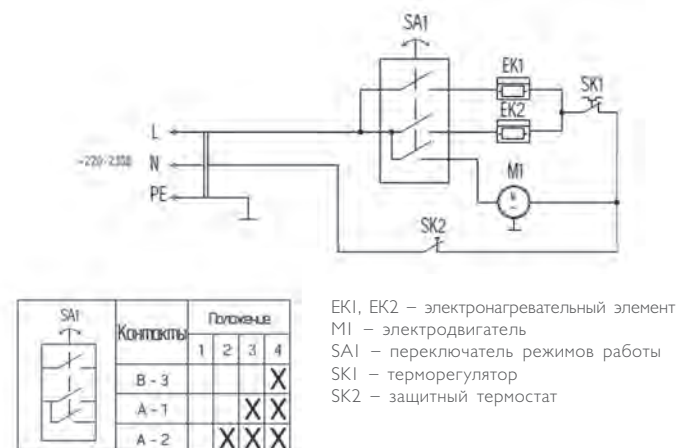 SA1
EK1
SK1
EK2
L
~220-230В N
M1
PE
SK2
SA1
Контакты
Положение
1 2 3 4
В - 3 X
А - 1 X X
А - 2 X X X
EK1, EK2 – электронагревательный элемент
М1 – электродвигатель
SA1 – переключатель режимов работы
SK1 – терморегулятор
SK2 – защитный термостат